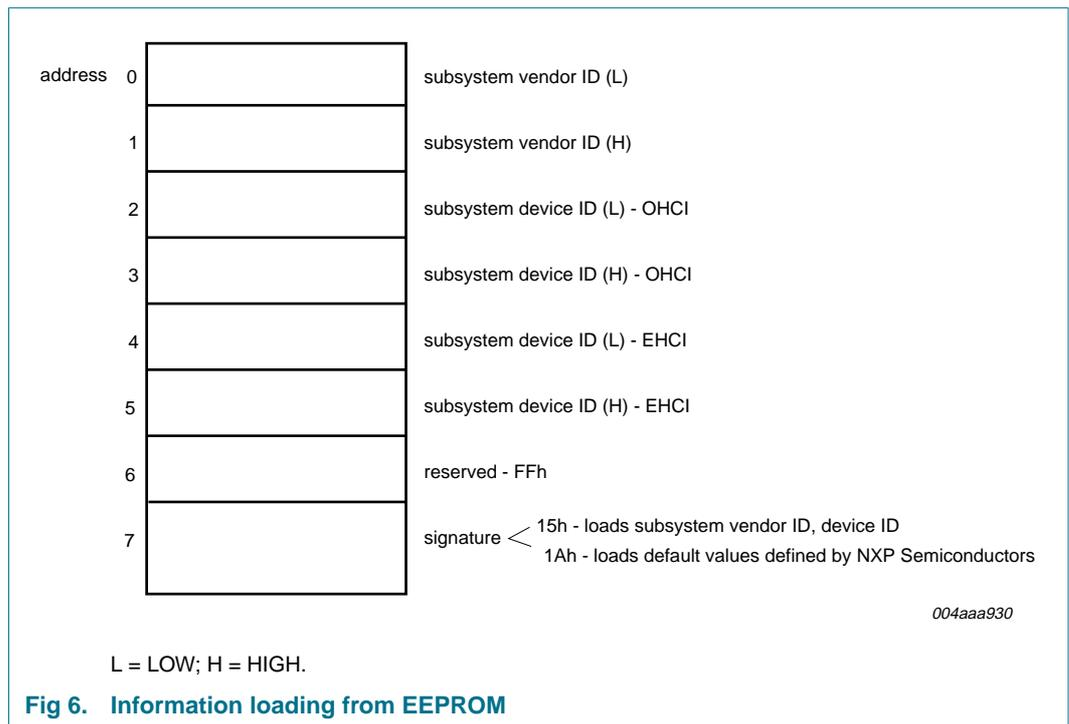 address 0 subsystem vendor ID (L)
1 subsystem vendor ID (H)
2 subsystem device ID (L) - OHCI
3 subsystem device ID (H) - OHCI
4 subsystem device ID (L) - EHCI
5 subsystem device ID (H) - EHCI
6 reserved - FFh
15h - loads subsystem vendor ID, device ID
7 signature
1Ah - loads default values defined by NXP Semiconductors
004aaa930
L = LOW; H = HIGH.
Fig 6. Information loading from EEPROM